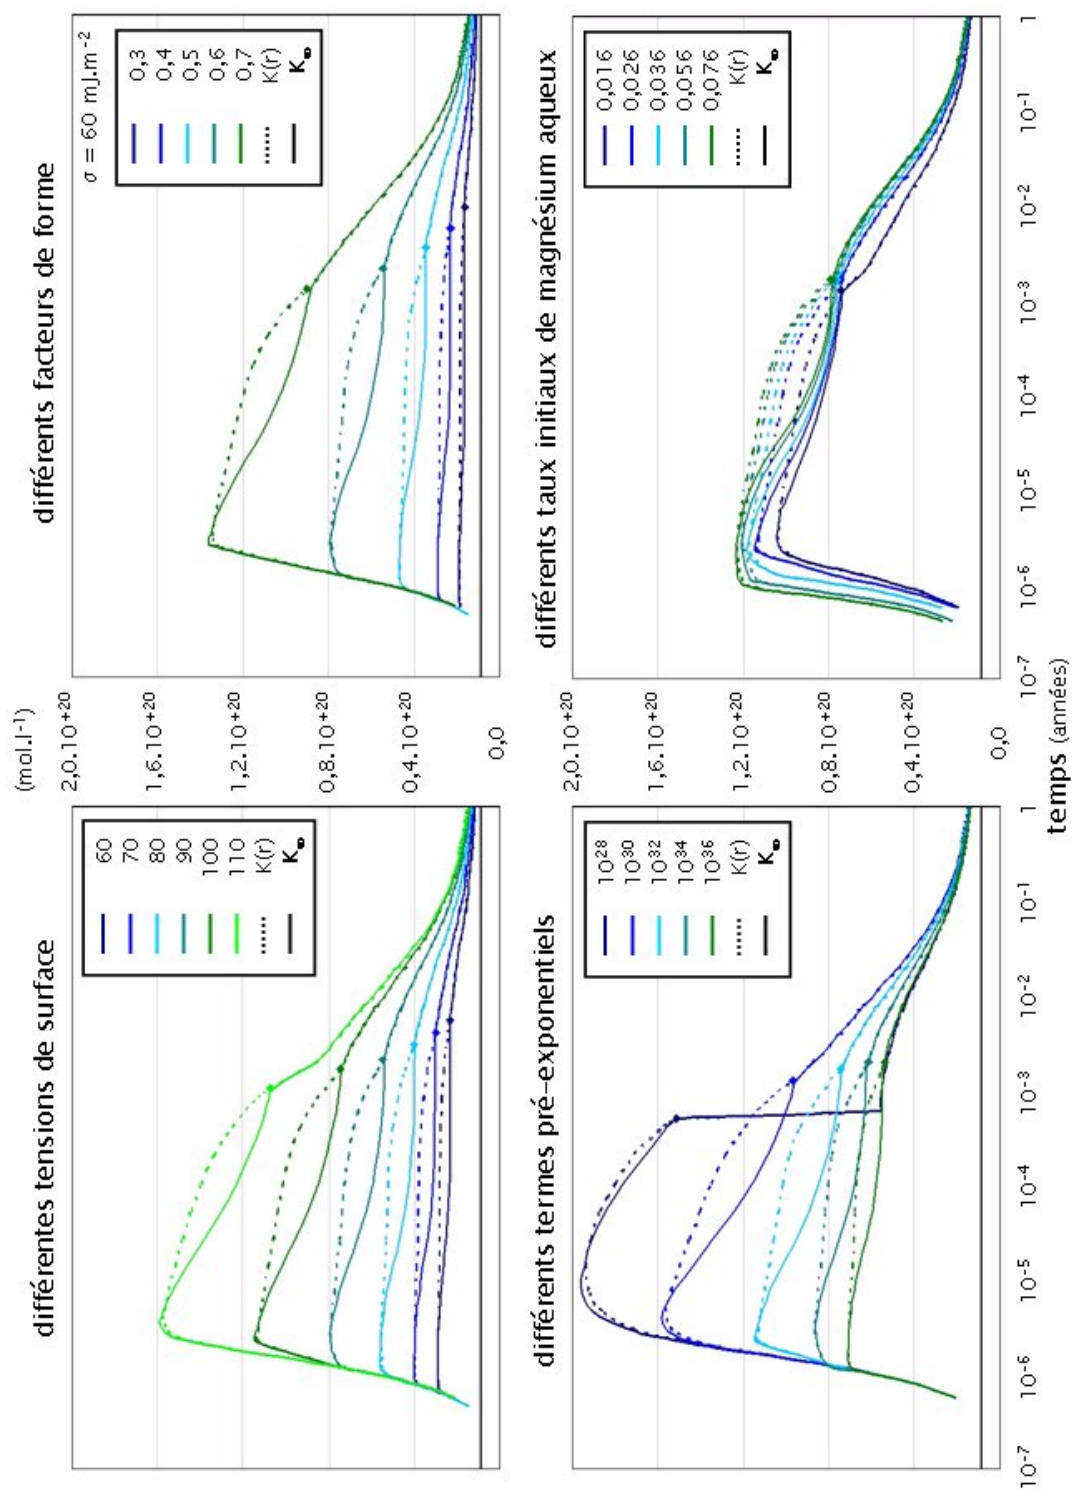 différentes tensions de surface
60
70
80
90
100
110
K(r)
K∞
(mol.l⁻¹)
2,0.10⁺²⁰
1,6.10⁺²⁰
1,2.10⁺²⁰
0,8.10⁺²⁰
0,4.10⁺²⁰
0,0
différents facteurs de forme
σ = 60 mJ.m⁻²
0,3
0,4
0,5
0,6
0,7
K(r)
K∞
différents termes pré-exponentiels
10²⁸
10³⁰
10³²
10³⁴
10³⁶
K(r)
K∞
2,0.10⁺²⁰
1,6.10⁺²⁰
1,2.10⁺²⁰
0,8.10⁺²⁰
0,4.10⁺²⁰
0,0
différents taux initiaux de magnésium aqueux
0,016
0,026
0,036
0,056
0,076
K(r)
K∞
10⁻⁷ 10⁻⁶ 10⁻⁵ 10⁻⁴ 10⁻³ 10⁻² 10⁻¹ 1
10⁻⁷ 10⁻⁶ 10⁻⁵ 10⁻⁴ 10⁻³ 10⁻² 10⁻¹ 1
temps (années)